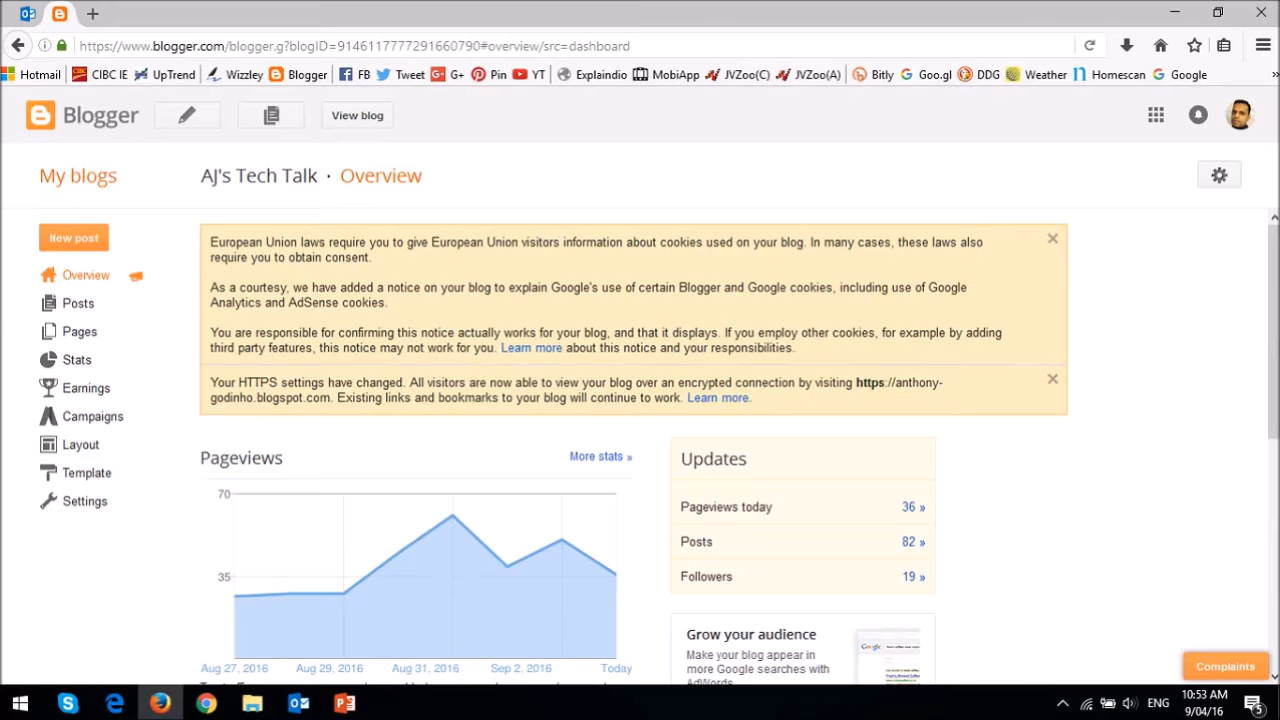 https://www.blogger.com/blogger.g?blogID=9146117777291660790#overview/src=dashboard
Hotmail CIBC IE UpTrend Wizzley Blogger FB Tweet G+ Pin YT Explaindio MobiApp JVZoo(C) JVZoo(A) Bitly Goo.gl DDG Weather Homescan Google
Blogger View blog
My blogs AJ's Tech Talk · Overview
New post
Overview
Posts
Pages
Stats
Earnings
Campaigns
Layout
Template
Settings
European Union laws require you to give European Union visitors information about cookies used on your blog. In many cases, these laws also
require you to obtain consent.
As a courtesy, we have added a notice on your blog to explain Google's use of certain Blogger and Google cookies, including use of Google
Analytics and AdSense cookies.
You are responsible for confirming this notice actually works for your blog, and that it displays. If you employ other cookies, for example by adding
third party features, this notice may not work for you. Learn more about this notice and your responsibilities.
Your HTTPS settings have changed. All visitors are now able to view your blog over an encrypted connection by visiting https://anthony-
godinho.blogspot.com. Existing links and bookmarks to your blog will continue to work. Learn more.
Pageviews More stats »
70
35
Aug 27, 2016 Aug 29, 2016 Aug 31, 2016 Sep 2, 2016 Today
Updates
Pageviews today 36 »
Posts 82 »
Followers 19 »
Grow your audience
Make your blog appear in
more Google searches with
AdWords
Google
Complaints
ENG
10:53 AM
9/04/16
5